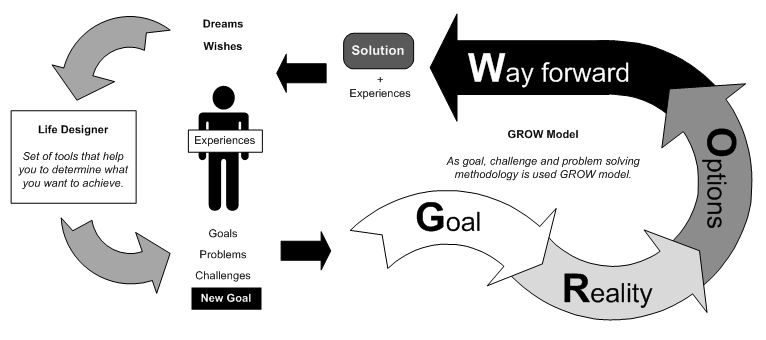 Dreams
Wishes
Life Designer
Set of tools that help
you to determine what
you want to achieve.
Experiences
Goals
Problems
Challenges
New Goal
Solution
+
Experiences
GROW Model
As goal, challenge and problem solving
methodology is used GROW model.
Goal
Reality
Options
Way forward